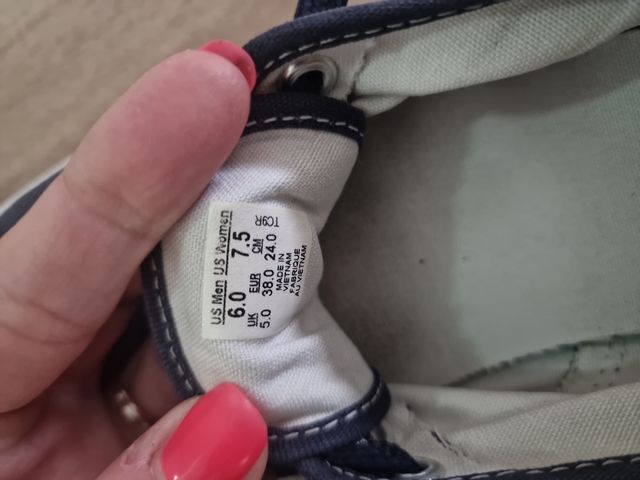 US Men US Women
6.0 7.5
UK EUR CM
5.0 38.0 24.0
TC9R
MADE IN
VIETNAM
FABRIQUE
AU VIETNAM